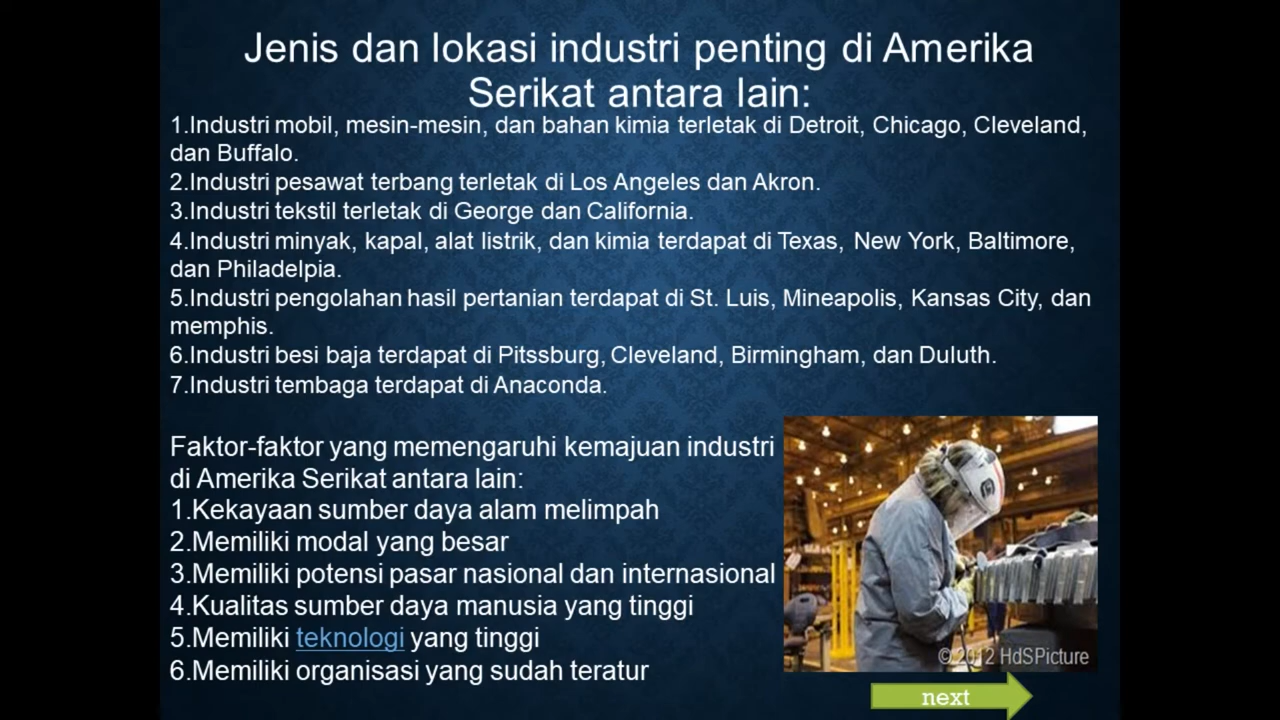 Jenis dan lokasi industri penting di Amerika
Serikat antara lain:
1.Industri mobil, mesin-mesin, dan bahan kimia terletak di Detroit, Chicago, Cleveland,
dan Buffalo.
2.Industri pesawat terbang terletak di Los Angeles dan Akron.
3.Industri tekstil terletak di George dan California.
4.Industri minyak, kapal, alat listrik, dan kimia terdapat di Texas, New York, Baltimore,
dan Philadelpia.
5.Industri pengolahan hasil pertanian terdapat di St. Luis, Mineapolis, Kansas City, dan
memphis.
6.Industri besi baja terdapat di Pitssburg, Cleveland, Birmingham, dan Duluth.
7.Industri tembaga terdapat di Anaconda.
Faktor-faktor yang memengaruhi kemajuan industri
di Amerika Serikat antara lain:
1.Kekayaan sumber daya alam melimpah
2.Memiliki modal yang besar
3.Memiliki potensi pasar nasional dan internasional
4.Kualitas sumber daya manusia yang tinggi
5.Memiliki teknologi yang tinggi
6.Memiliki organisasi yang sudah teratur
© 2012 HdSPicture
next